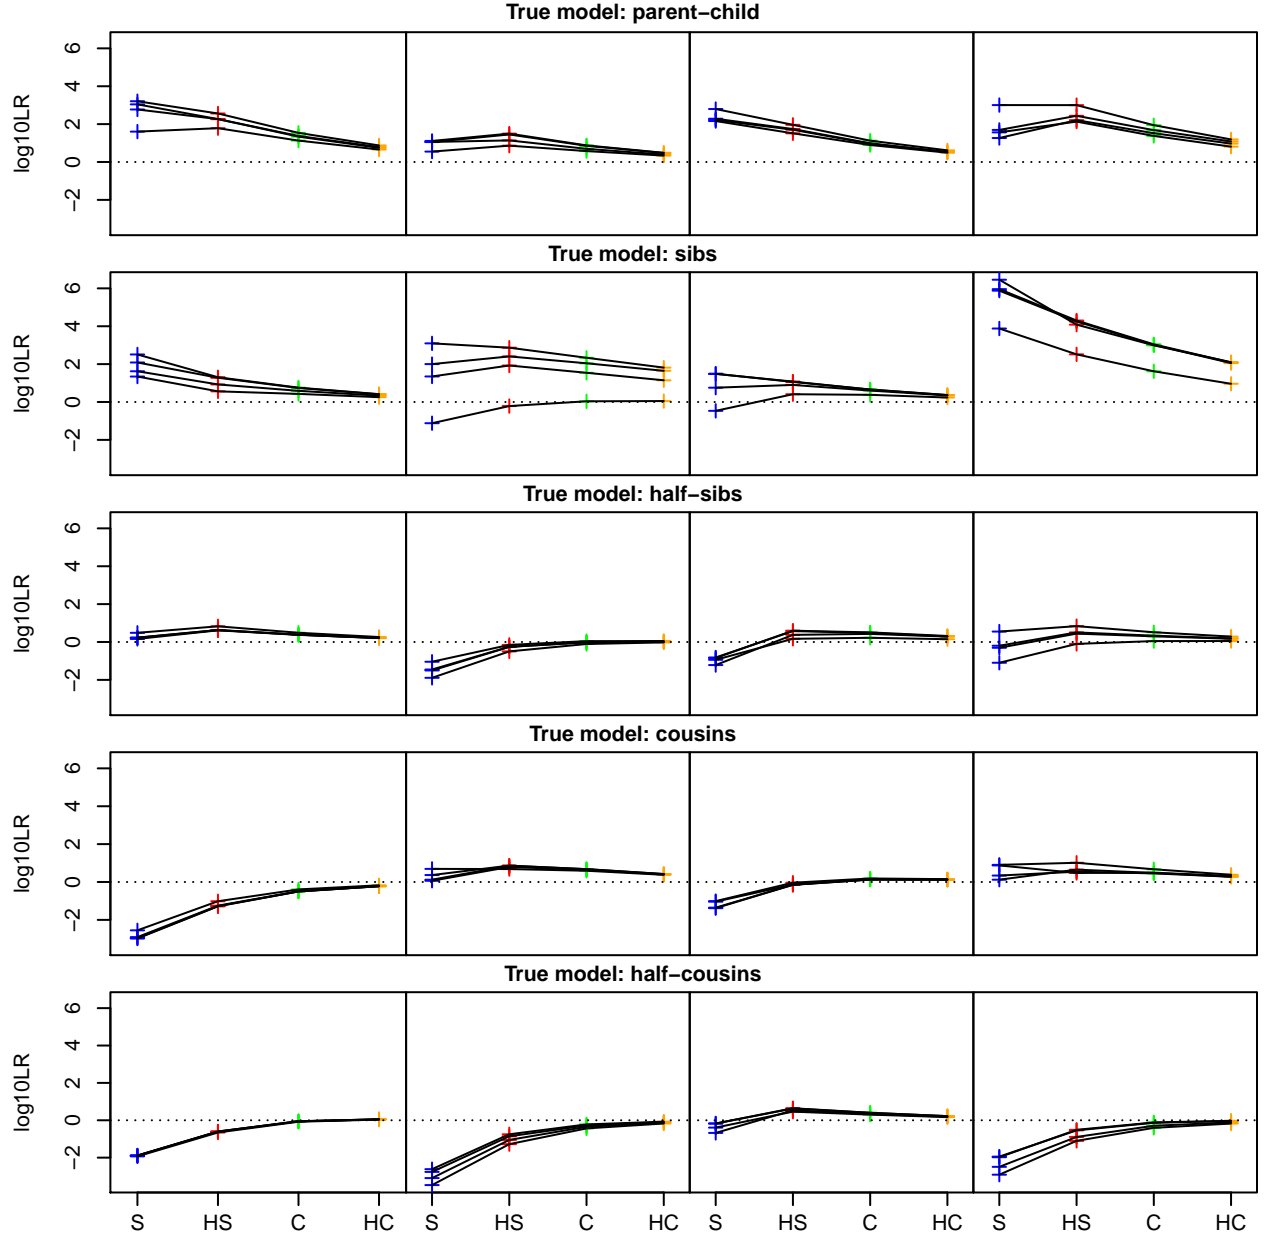 True model: parent−child
log10LR
6
4
2
0
−2
True model: sibs
log10LR
6
4
2
0
−2
True model: half−sibs
log10LR
6
4
2
0
−2
True model: cousins
log10LR
6
4
2
0
−2
True model: half−cousins
log10LR
6
4
2
0
−2
S HS C HC S HS C HC S HS C HC S HS C HC